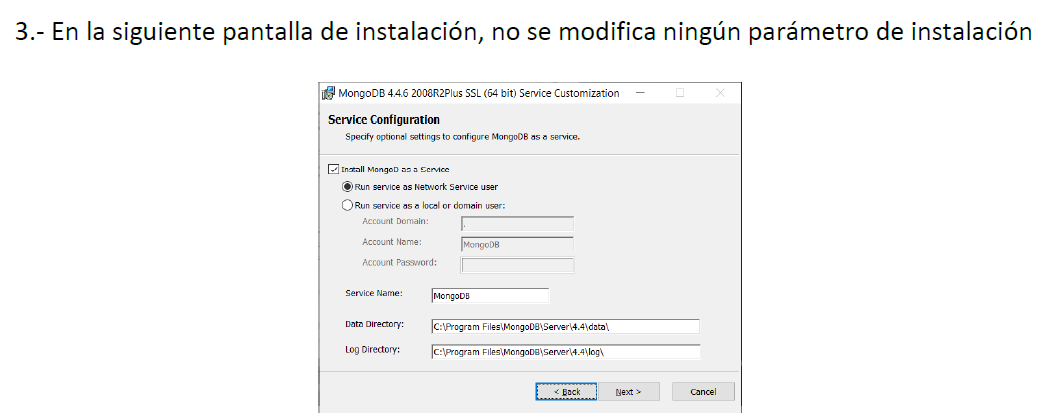 3.- En la siguiente pantalla de instalación, no se modifica ningún parámetro de instalación
MongoDB 4.4.6 2008R2Plus SSL (64 bit) Service Customization
Service Configuration
Specify optional settings to configure MongoDB as a service.
Install MongoD as a Service
Run service as Network Service user
Run service as a local or domain user:
Account Domain: .
Account Name: MongoDB
Account Password:
Service Name: MongoDB
Data Directory: C:\Program Files\MongoDB\Server\4.4\data\
Log Directory: C:\Program Files\MongoDB\Server\4.4\log\
< Back Next > Cancel